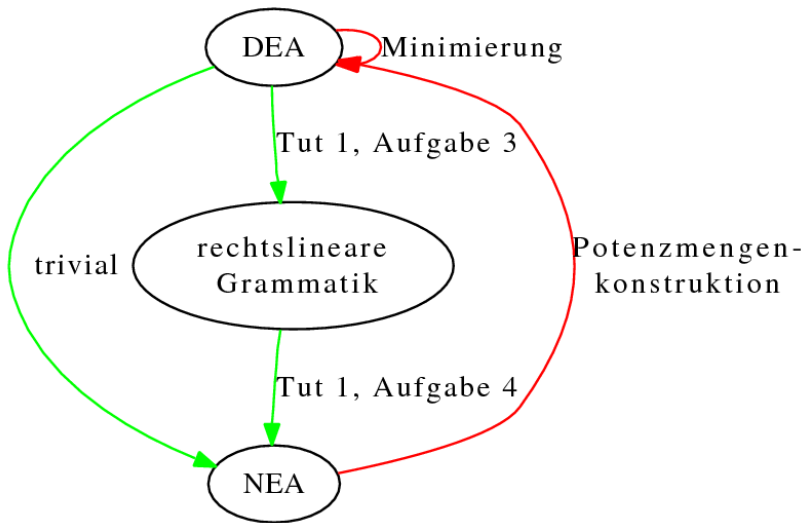 DEA
Minimierung
Tut 1, Aufgabe 3
rechtslineare
Grammatik
trivial
Potenzmengen-
konstruktion
Tut 1, Aufgabe 4
NEA